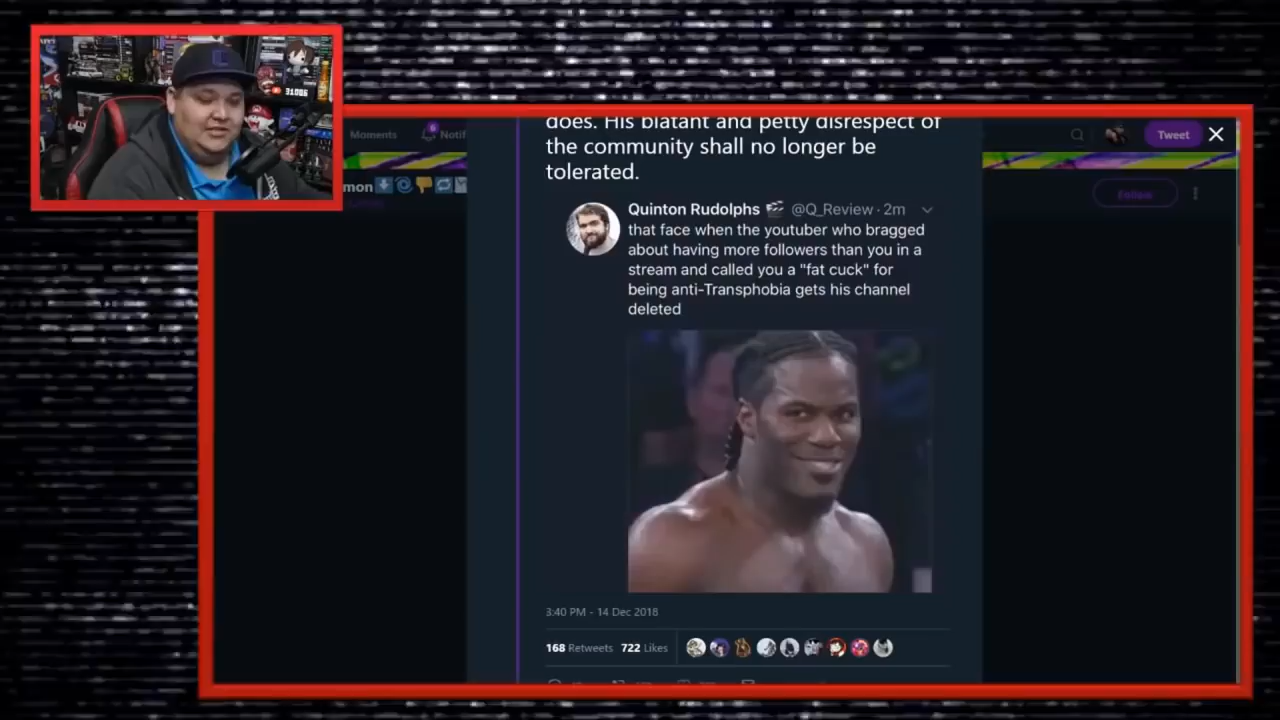 does. His blatant and petty disrespect of
the community shall no longer be
tolerated.
Moments
6
Notif
Tweet
mon
Follow
Quinton Rudolphs @Q_Review · 2m
that face when the youtuber who bragged
about having more followers than you in a
stream and called you a "fat cuck" for
being anti-Transphobia gets his channel
deleted
3:40 PM - 14 Dec 2018
168 Retweets 722 Likes